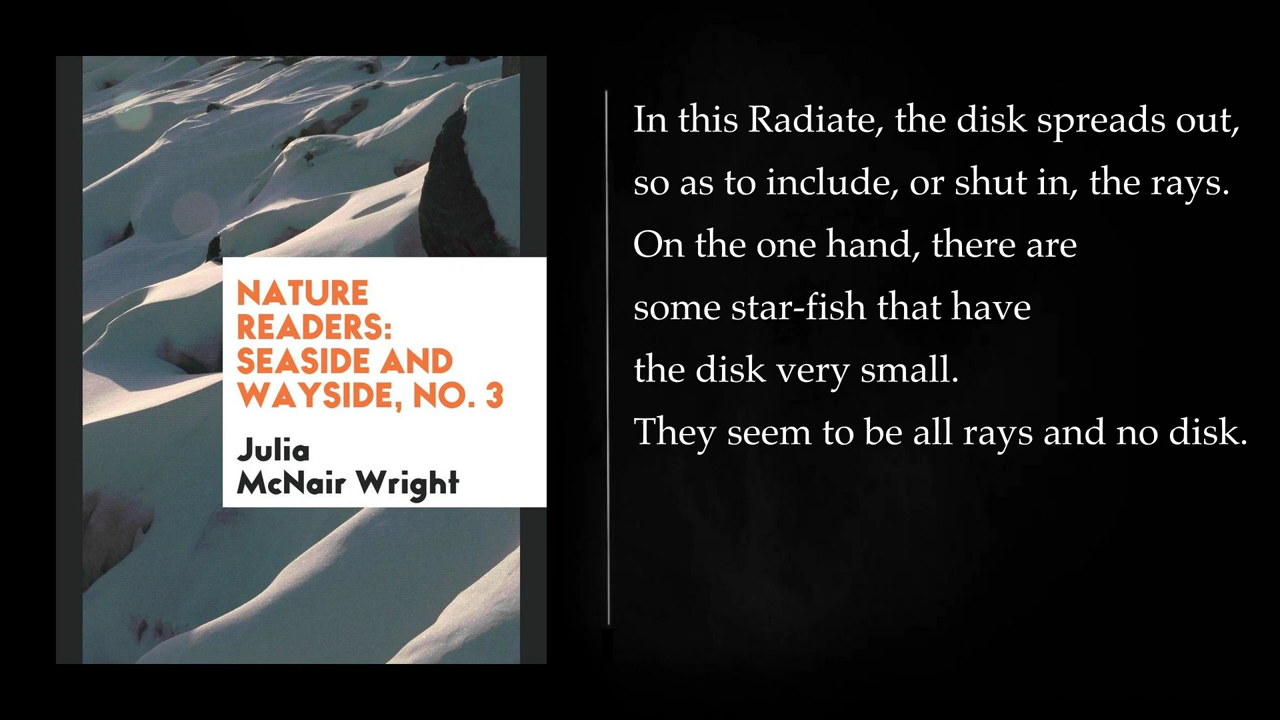 NATURE
READERS:
SEASIDE AND
WAYSIDE, NO. 3
Julia
McNair Wright
In this Radiate, the disk spreads out,
so as to include, or shut in, the rays.
On the one hand, there are
some star-fish that have
the disk very small.
They seem to be all rays and no disk.